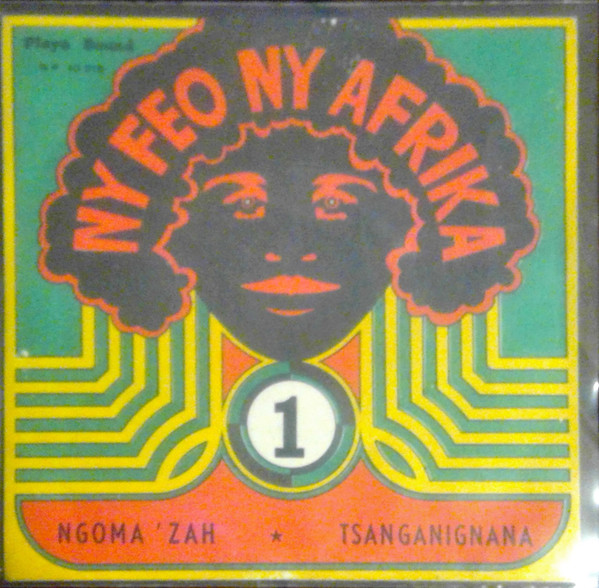 Playa Sound
NY FEO NY AFRIKA
1
NGOMA 'ZAH ★ TSANGANIGNANA